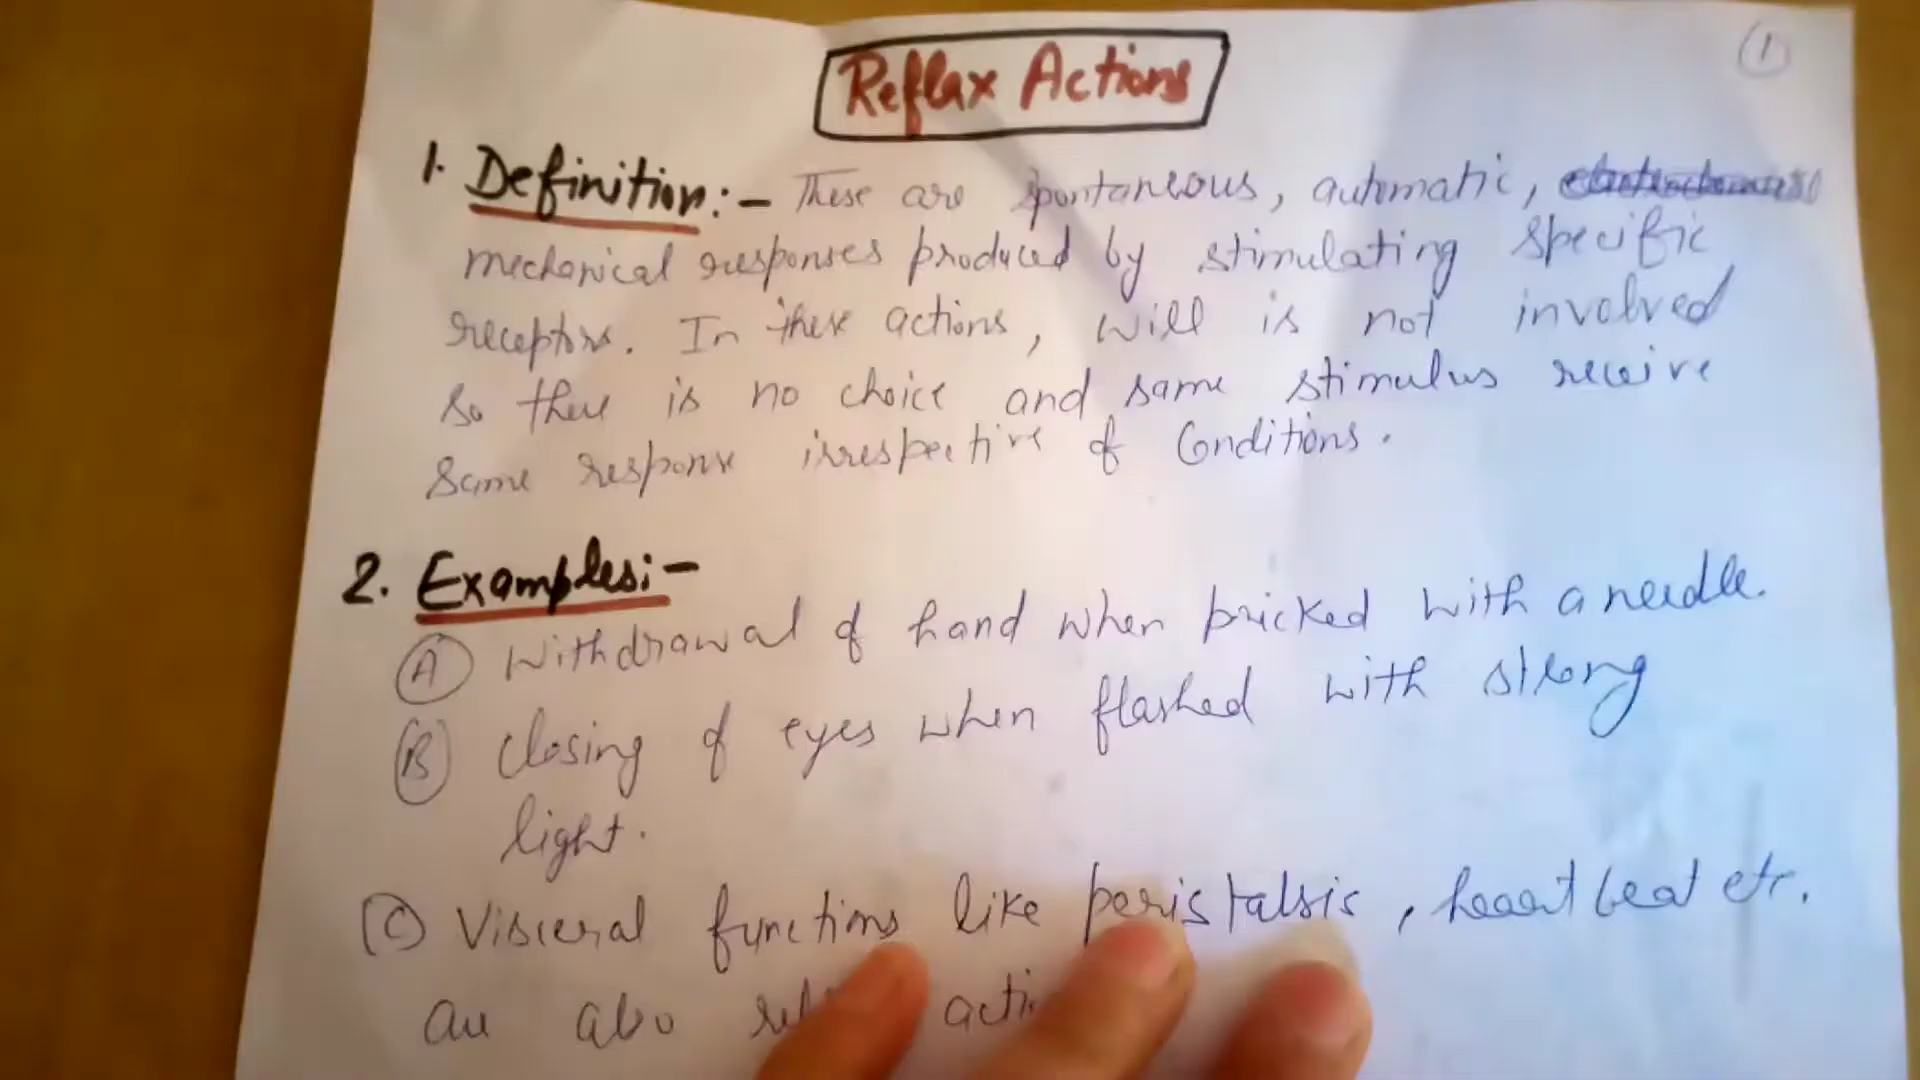 1
Reflax Actions
1. Definition:- These are spontaneous, automatic,
mechanical responses produced by stimulating specific
receptors. In these actions, will is not involved
so there is no choice and same stimulus receive
same response irrespective of Conditions.
2. Examples:-
A Withdrawal of hand when pricked with a needle.
B closing of eyes when flashed with strong
light.
C Visceral functions like peristalsis, heart beat etc.
are also